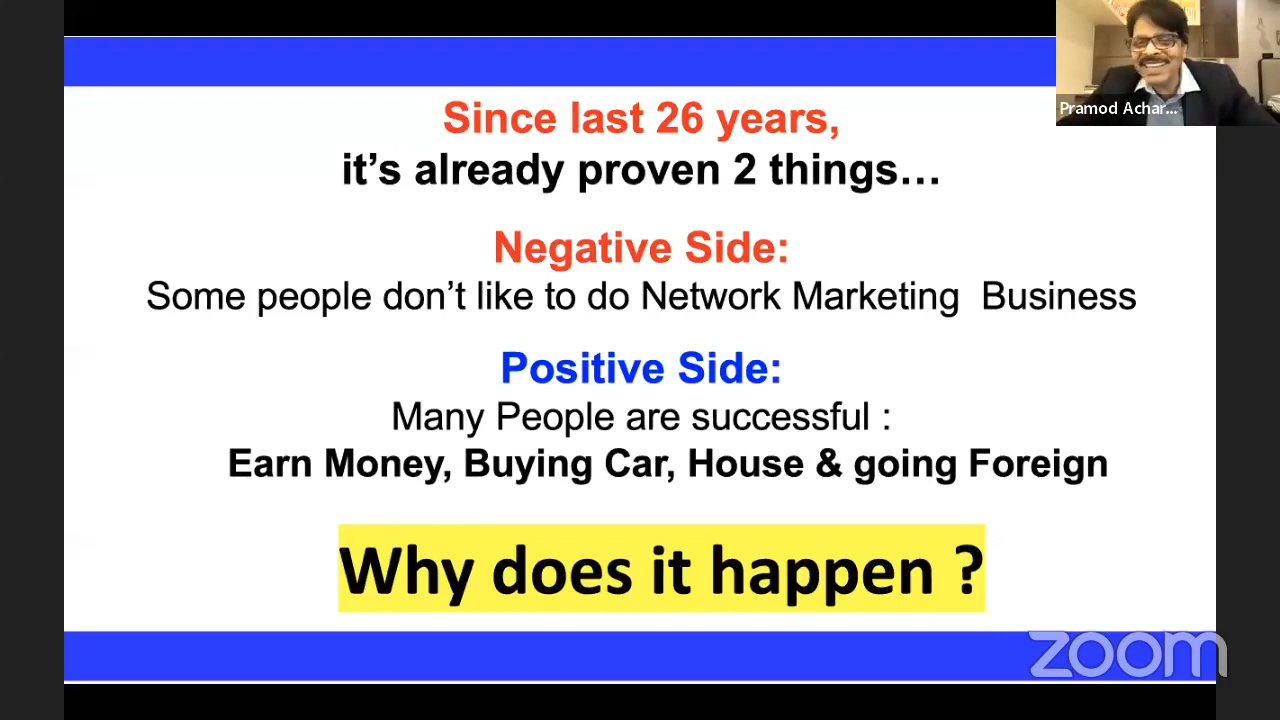 Since last 26 years,
it’s already proven 2 things…
Negative Side:
Some people don’t like to do Network Marketing  Business
Positive Side:
Many People are successful :
Earn Money, Buying Car, House & going Foreign
Why does it happen ?
Pramod Achar...
zoom